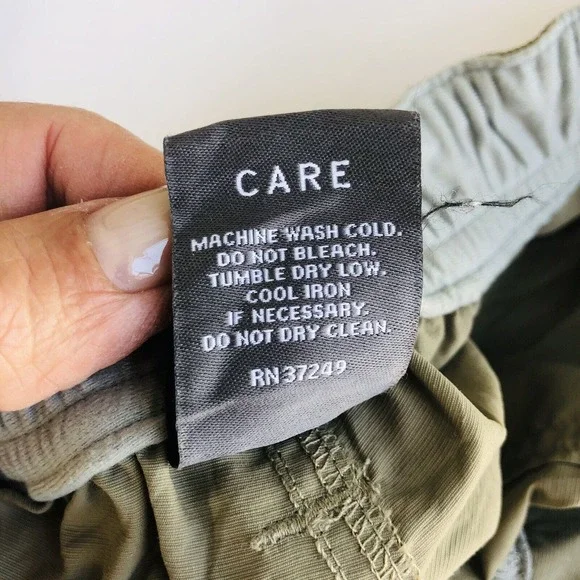 CARE
MACHINE WASH COLD.
DO NOT BLEACH.
TUMBLE DRY LOW.
COOL IRON
IF NECESSARY.
DO NOT DRY CLEAN.
RN 37249